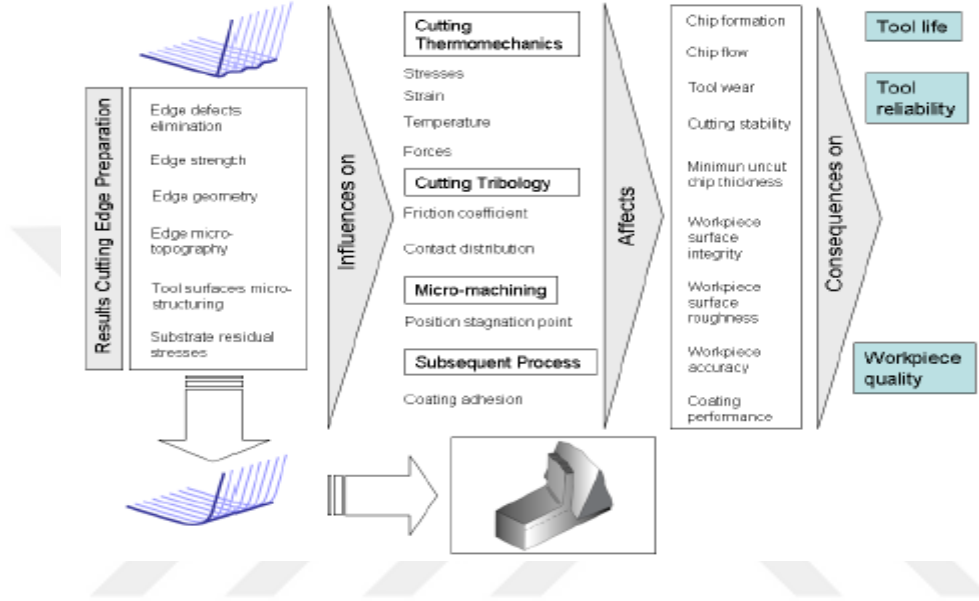 Results Cutting Edge Preparation
Edge defects
elimination
Edge strength
Edge geometry
Edge micro-
topography
Tool surfaces micro-
structuring
Substrate residual
stresses
Influences on
Cutting
Thermomechanics
Stresses
Strain
Temperature
Forces
Cutting Tribology
Friction coefficient
Contact distribution
Micro-machining
Position stagnation point
Subsequent Process
Coating adhesion
Affects
Chip formation
Chip flow
Tool wear
Cutting stability
Minimun uncut
chip thickness
Workpiece
surface
integrity
Workpiece
surface
roughness
Workpiece
accuracy
Coating
performance
Consequences on
Tool life
Tool
reliability
Workpiece
quality